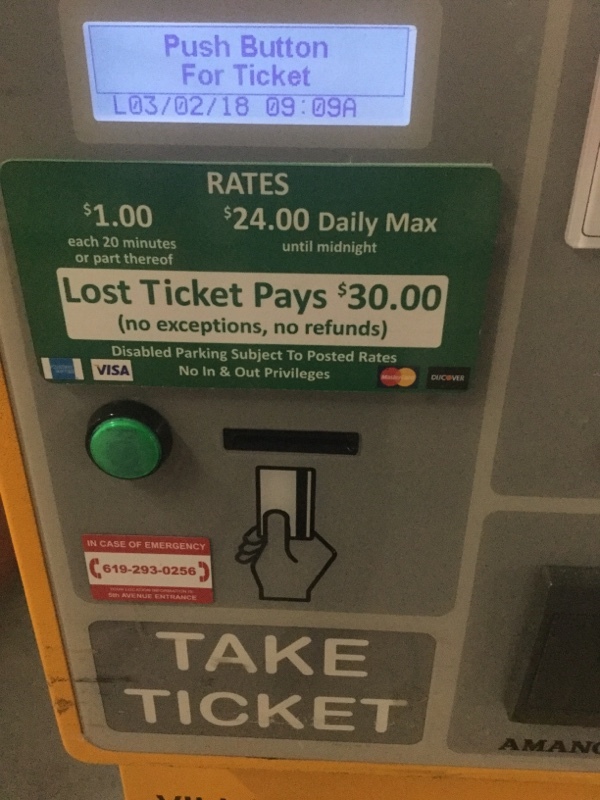 Push Button
For Ticket
L03/02/18 09:09A
RATES
$1.00
each 20 minutes
or part thereof
$24.00 Daily Max
until midnight
Lost Ticket Pays $30.00
(no exceptions, no refunds)
Disabled Parking Subject To Posted Rates
No In & Out Privileges
VISA
MasterCard
DISCOVER
IN CASE OF EMERGENCY
619-293-0256
5th AVENUE ENTRANCE
TAKE
TICKET
AMANO